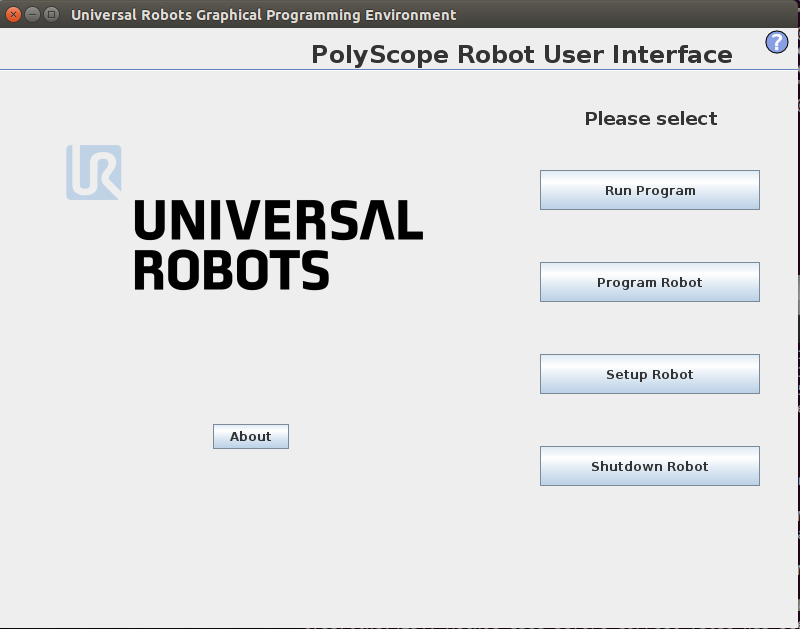 Universal Robots Graphical Programming Environment
PolyScope Robot User Interface
?
Please select
UR
UNIVERSAL
ROBOTS
Run Program
Program Robot
Setup Robot
About
Shutdown Robot